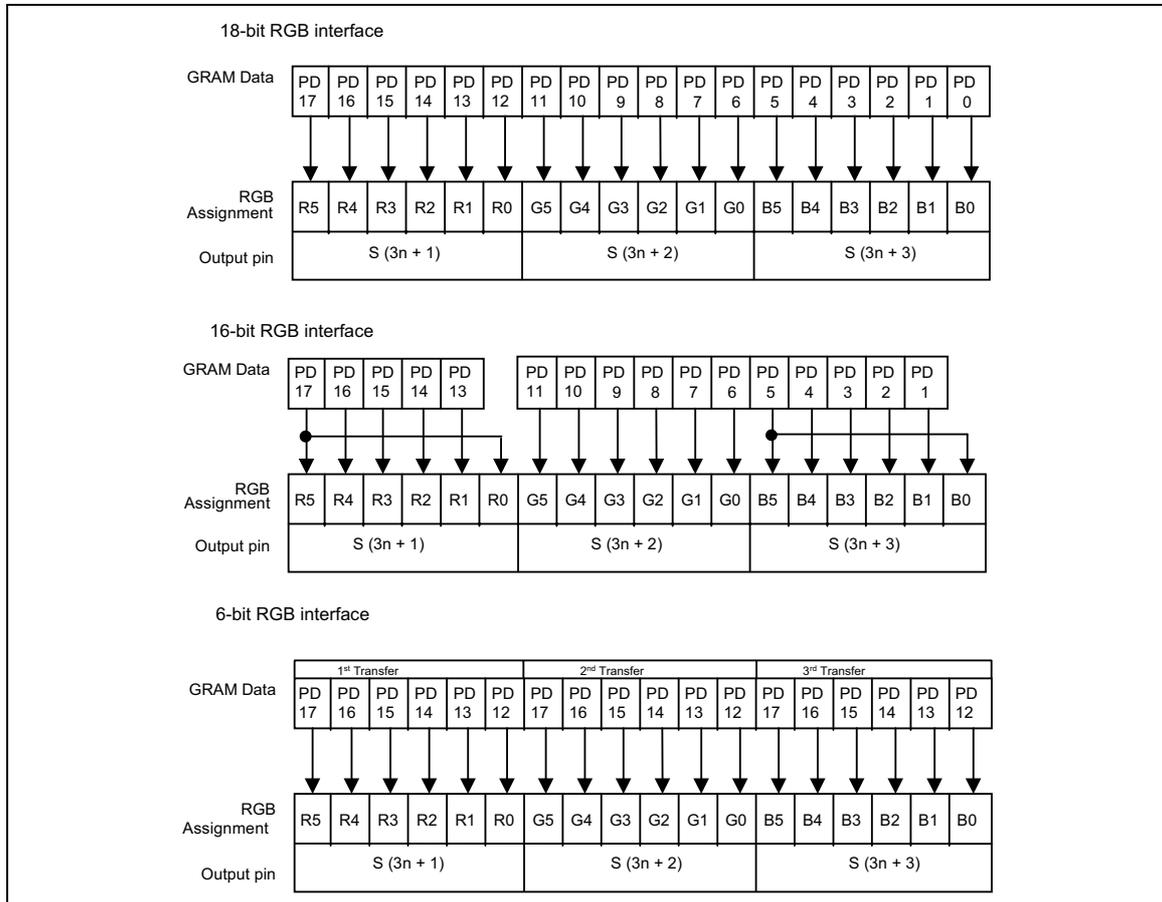 18-bit RGB interface
GRAM Data
PD 17 PD 16 PD 15 PD 14 PD 13 PD 12 PD 11 PD 10 PD 9 PD 8 PD 7 PD 6 PD 5 PD 4 PD 3 PD 2 PD 1 PD 0
RGB Assignment
R5 R4 R3 R2 R1 R0 G5 G4 G3 G2 G1 G0 B5 B4 B3 B2 B1 B0
Output pin
S (3n + 1) S (3n + 2) S (3n + 3)
16-bit RGB interface
GRAM Data
PD 17 PD 16 PD 15 PD 14 PD 13 PD 11 PD 10 PD 9 PD 8 PD 7 PD 6 PD 5 PD 4 PD 3 PD 2 PD 1
RGB Assignment
R5 R4 R3 R2 R1 R0 G5 G4 G3 G2 G1 G0 B5 B4 B3 B2 B1 B0
Output pin
S (3n + 1) S (3n + 2) S (3n + 3)
6-bit RGB interface
1st Transfer 2nd Transfer 3rd Transfer
GRAM Data
PD 17 PD 16 PD 15 PD 14 PD 13 PD 12 PD 17 PD 16 PD 15 PD 14 PD 13 PD 12 PD 17 PD 16 PD 15 PD 14 PD 13 PD 12
RGB Assignment
R5 R4 R3 R2 R1 R0 G5 G4 G3 G2 G1 G0 B5 B4 B3 B2 B1 B0
Output pin
S (3n + 1) S (3n + 2) S (3n + 3)